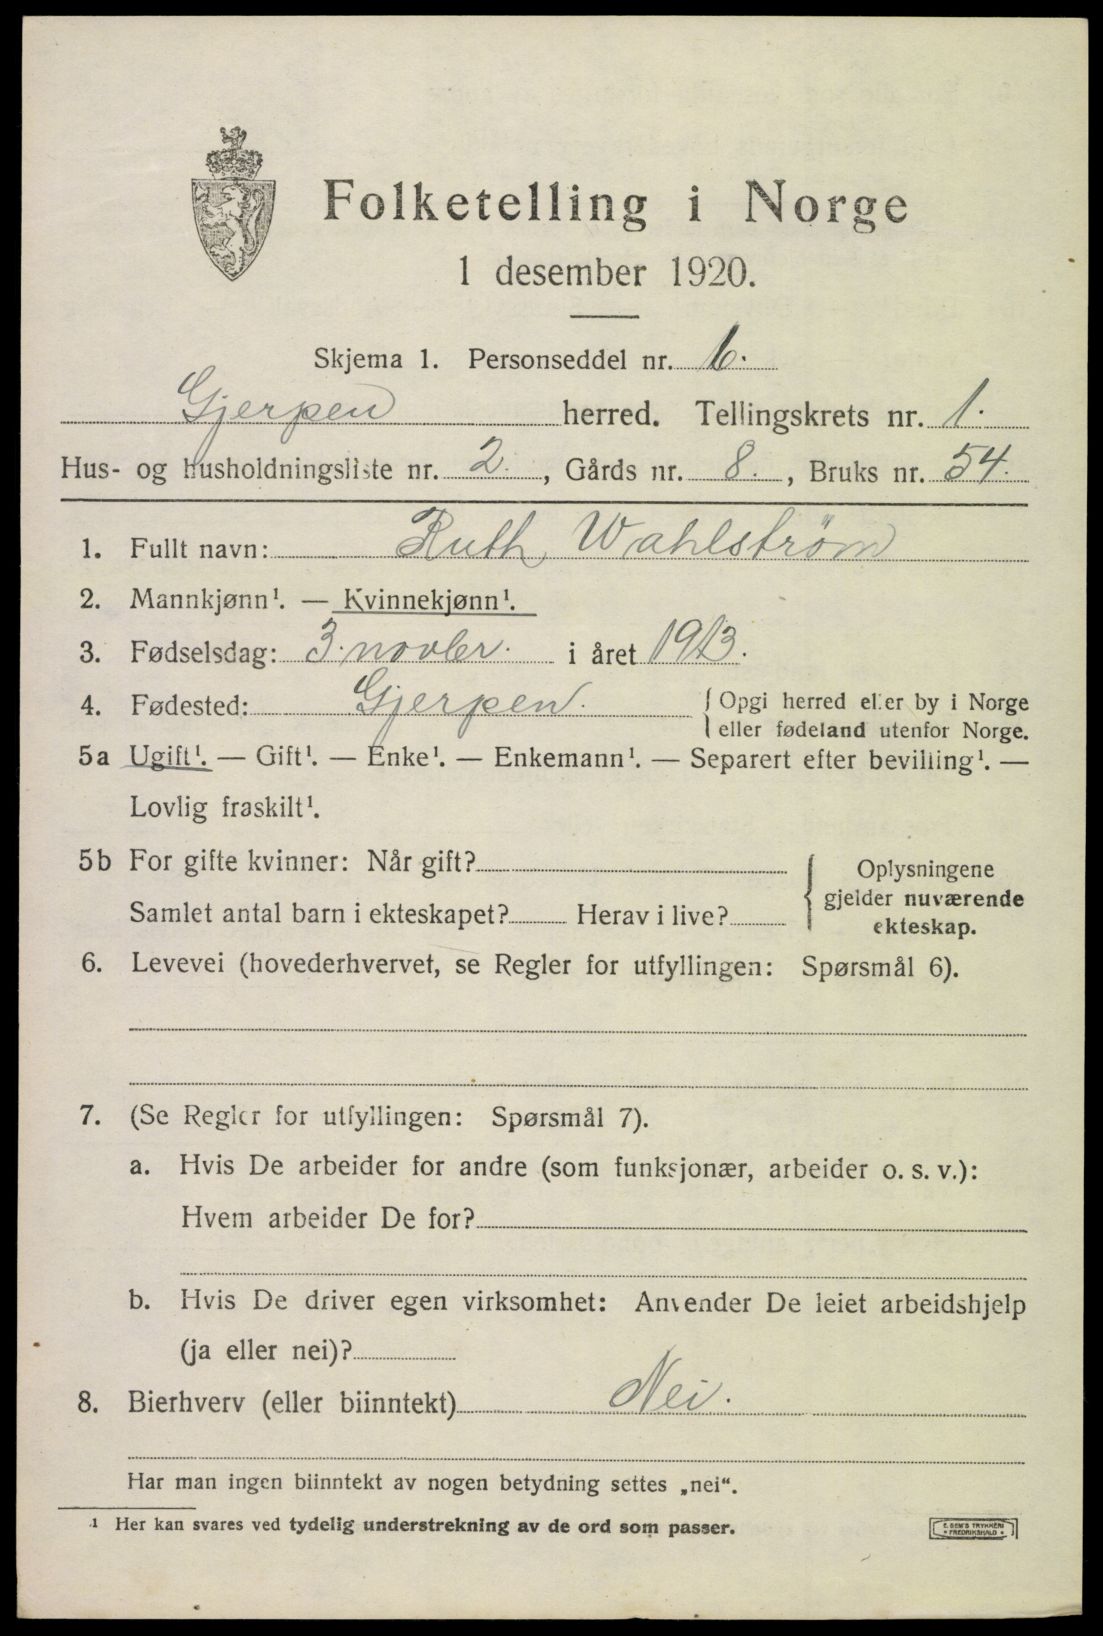 Folketelling i Norge
1 desember 1920.
Skjema 1. Personseddel nr. 6.
Gjerpen herred. Tellingskrets nr. 1.
Hus- og husholdningsliste nr. 2., Gårds nr. 8., Bruks nr. 54.
1. Fullt navn: Ruth Wahlstrøm
2. Mannkjønn¹. — Kvinnekjønn¹.
3. Fødselsdag: 3. novbr. i året 1913.
4. Fødested: Gjerpen. { Opgi herred eller by i Norge
eller fødeland utenfor Norge.
5a Ugift¹. — Gift¹. — Enke¹. — Enkemann¹. — Separert efter bevilling¹. —
Lovlig fraskilt¹.
5b For gifte kvinner: Når gift?
Samlet antal barn i ekteskapet? Herav i live?
{ Oplysningene
gjelder nuværende
ekteskap.
6. Levevei (hovederhvervet, se Regler for utfyllingen: Spørsmål 6).
7. (Se Regler for utfyllingen: Spørsmål 7).
a. Hvis De arbeider for andre (som funksjonær, arbeider o. s. v.):
Hvem arbeider De for?
b. Hvis De driver egen virksomhet: Anvender De leiet arbeidshjelp
(ja eller nei)?
8. Bierhverv (eller biinntekt) Nei.
Har man ingen biinntekt av nogen betydning settes „nei“.
¹ Her kan svares ved tydelig understrekning av de ord som passer.
E. SEM'S TRYKKERI
• FREDRIKSHALD •